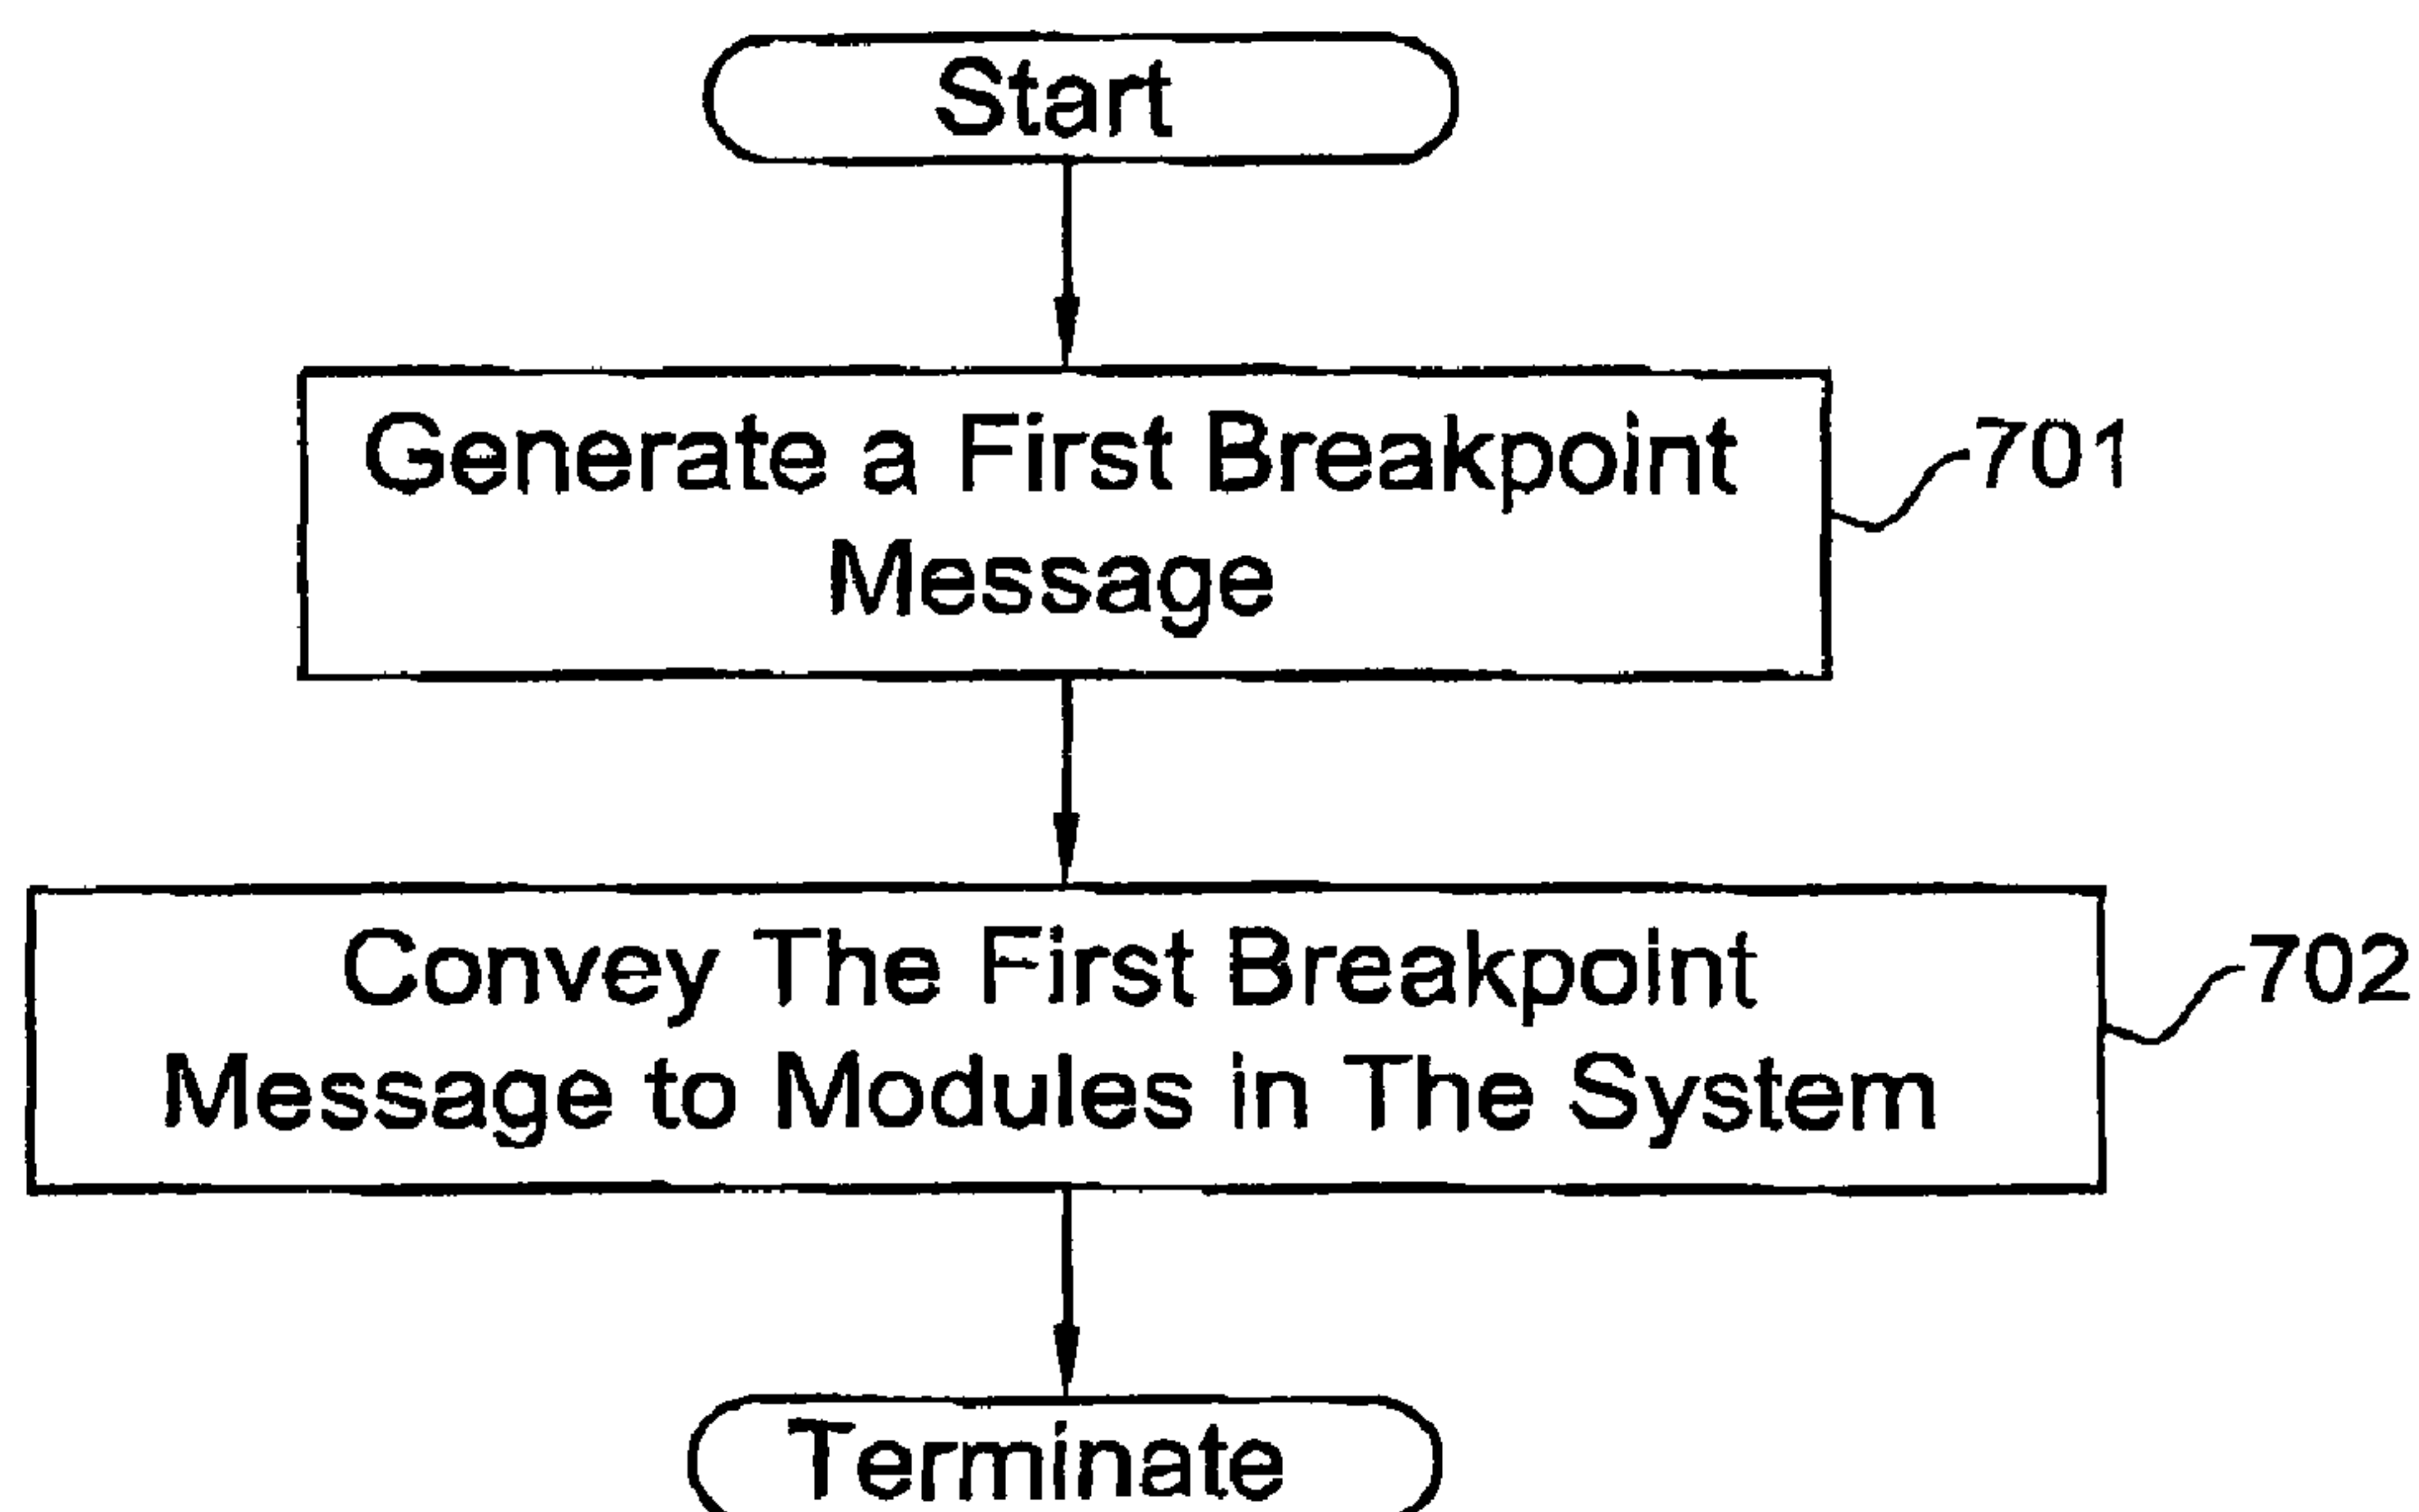 Start
Generate a First Breakpoint
Message
701
Convey The First Breakpoint
Message to Modules in The System
702
Terminate